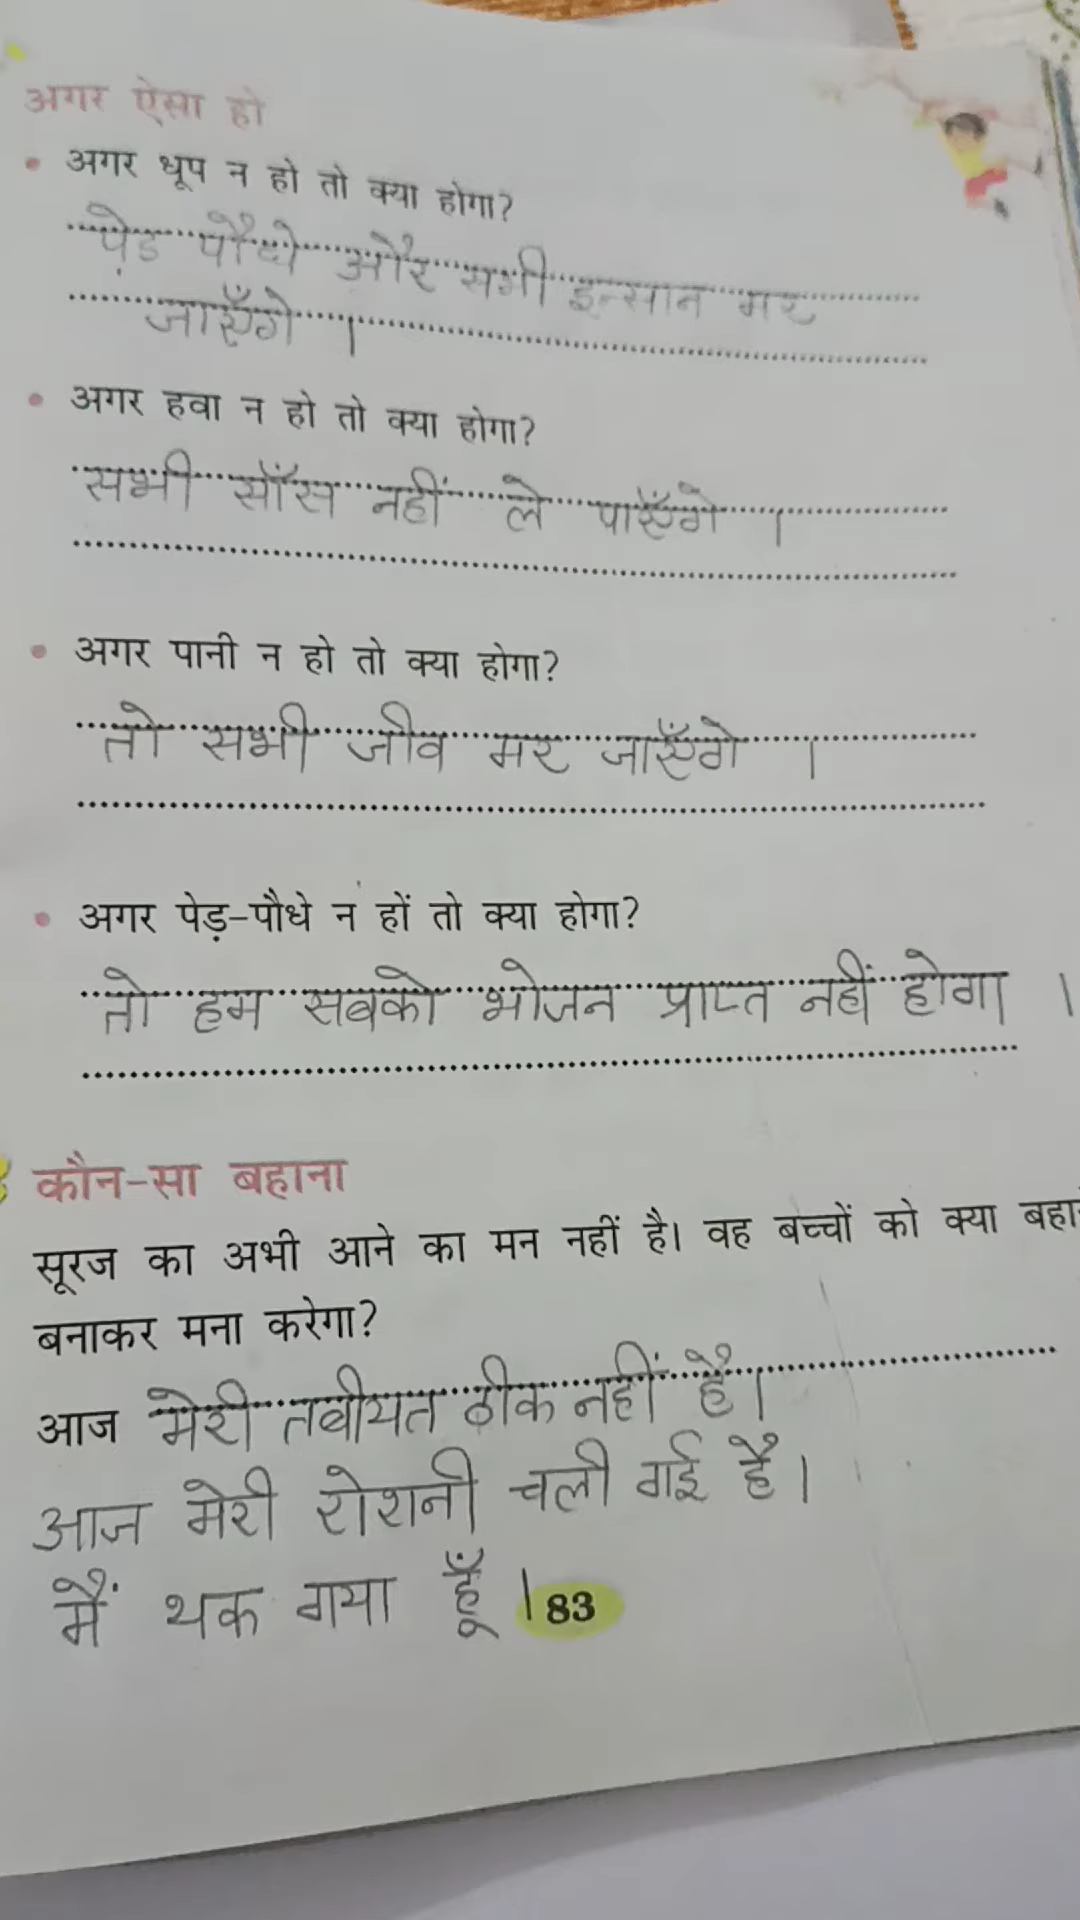 अगर ऐसा हो
• अगर धूप न हो तो क्या होगा?
पेड़ पौधे और सभी इन्सान मर
जाएँगे ।
• अगर हवा न हो तो क्या होगा?
सभी साँस नहीं ले पाएँगे ।
• अगर पानी न हो तो क्या होगा?
तो सभी जीव मर जाएँगे ।
• अगर पेड़-पौधे न हों तो क्या होगा?
तो हम सबको भोजन प्राप्त नहीं होगा ।
कौन-सा बहाना
सूरज का अभी आने का मन नहीं है। वह बच्चों को क्या
बनाकर मना करेगा?
आज मेरी तबीयत ठीक नहीं है।
आज मेरी रोशनी चली गई है।
मैं थक गया हूँ ।
83